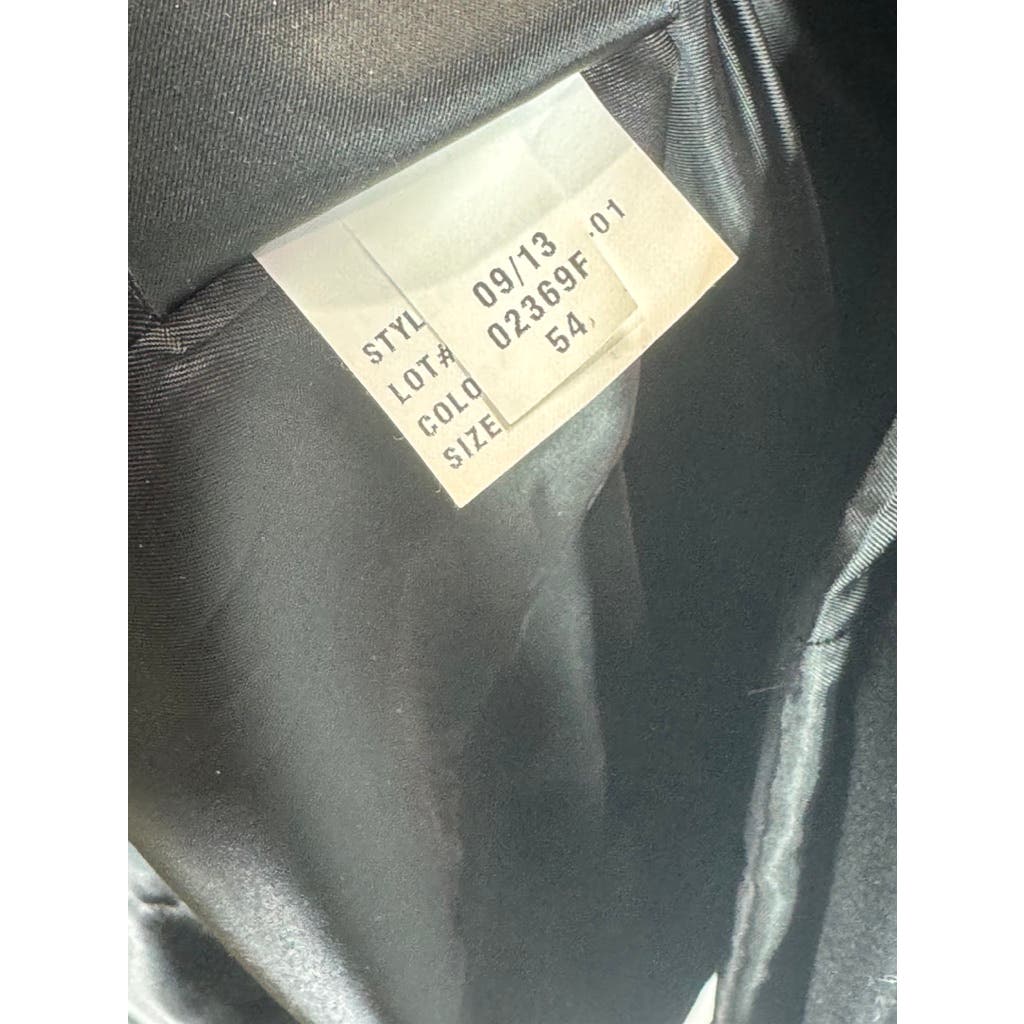 STYL
LOT#
COLO
SIZE
09/13
02369F
54
.01